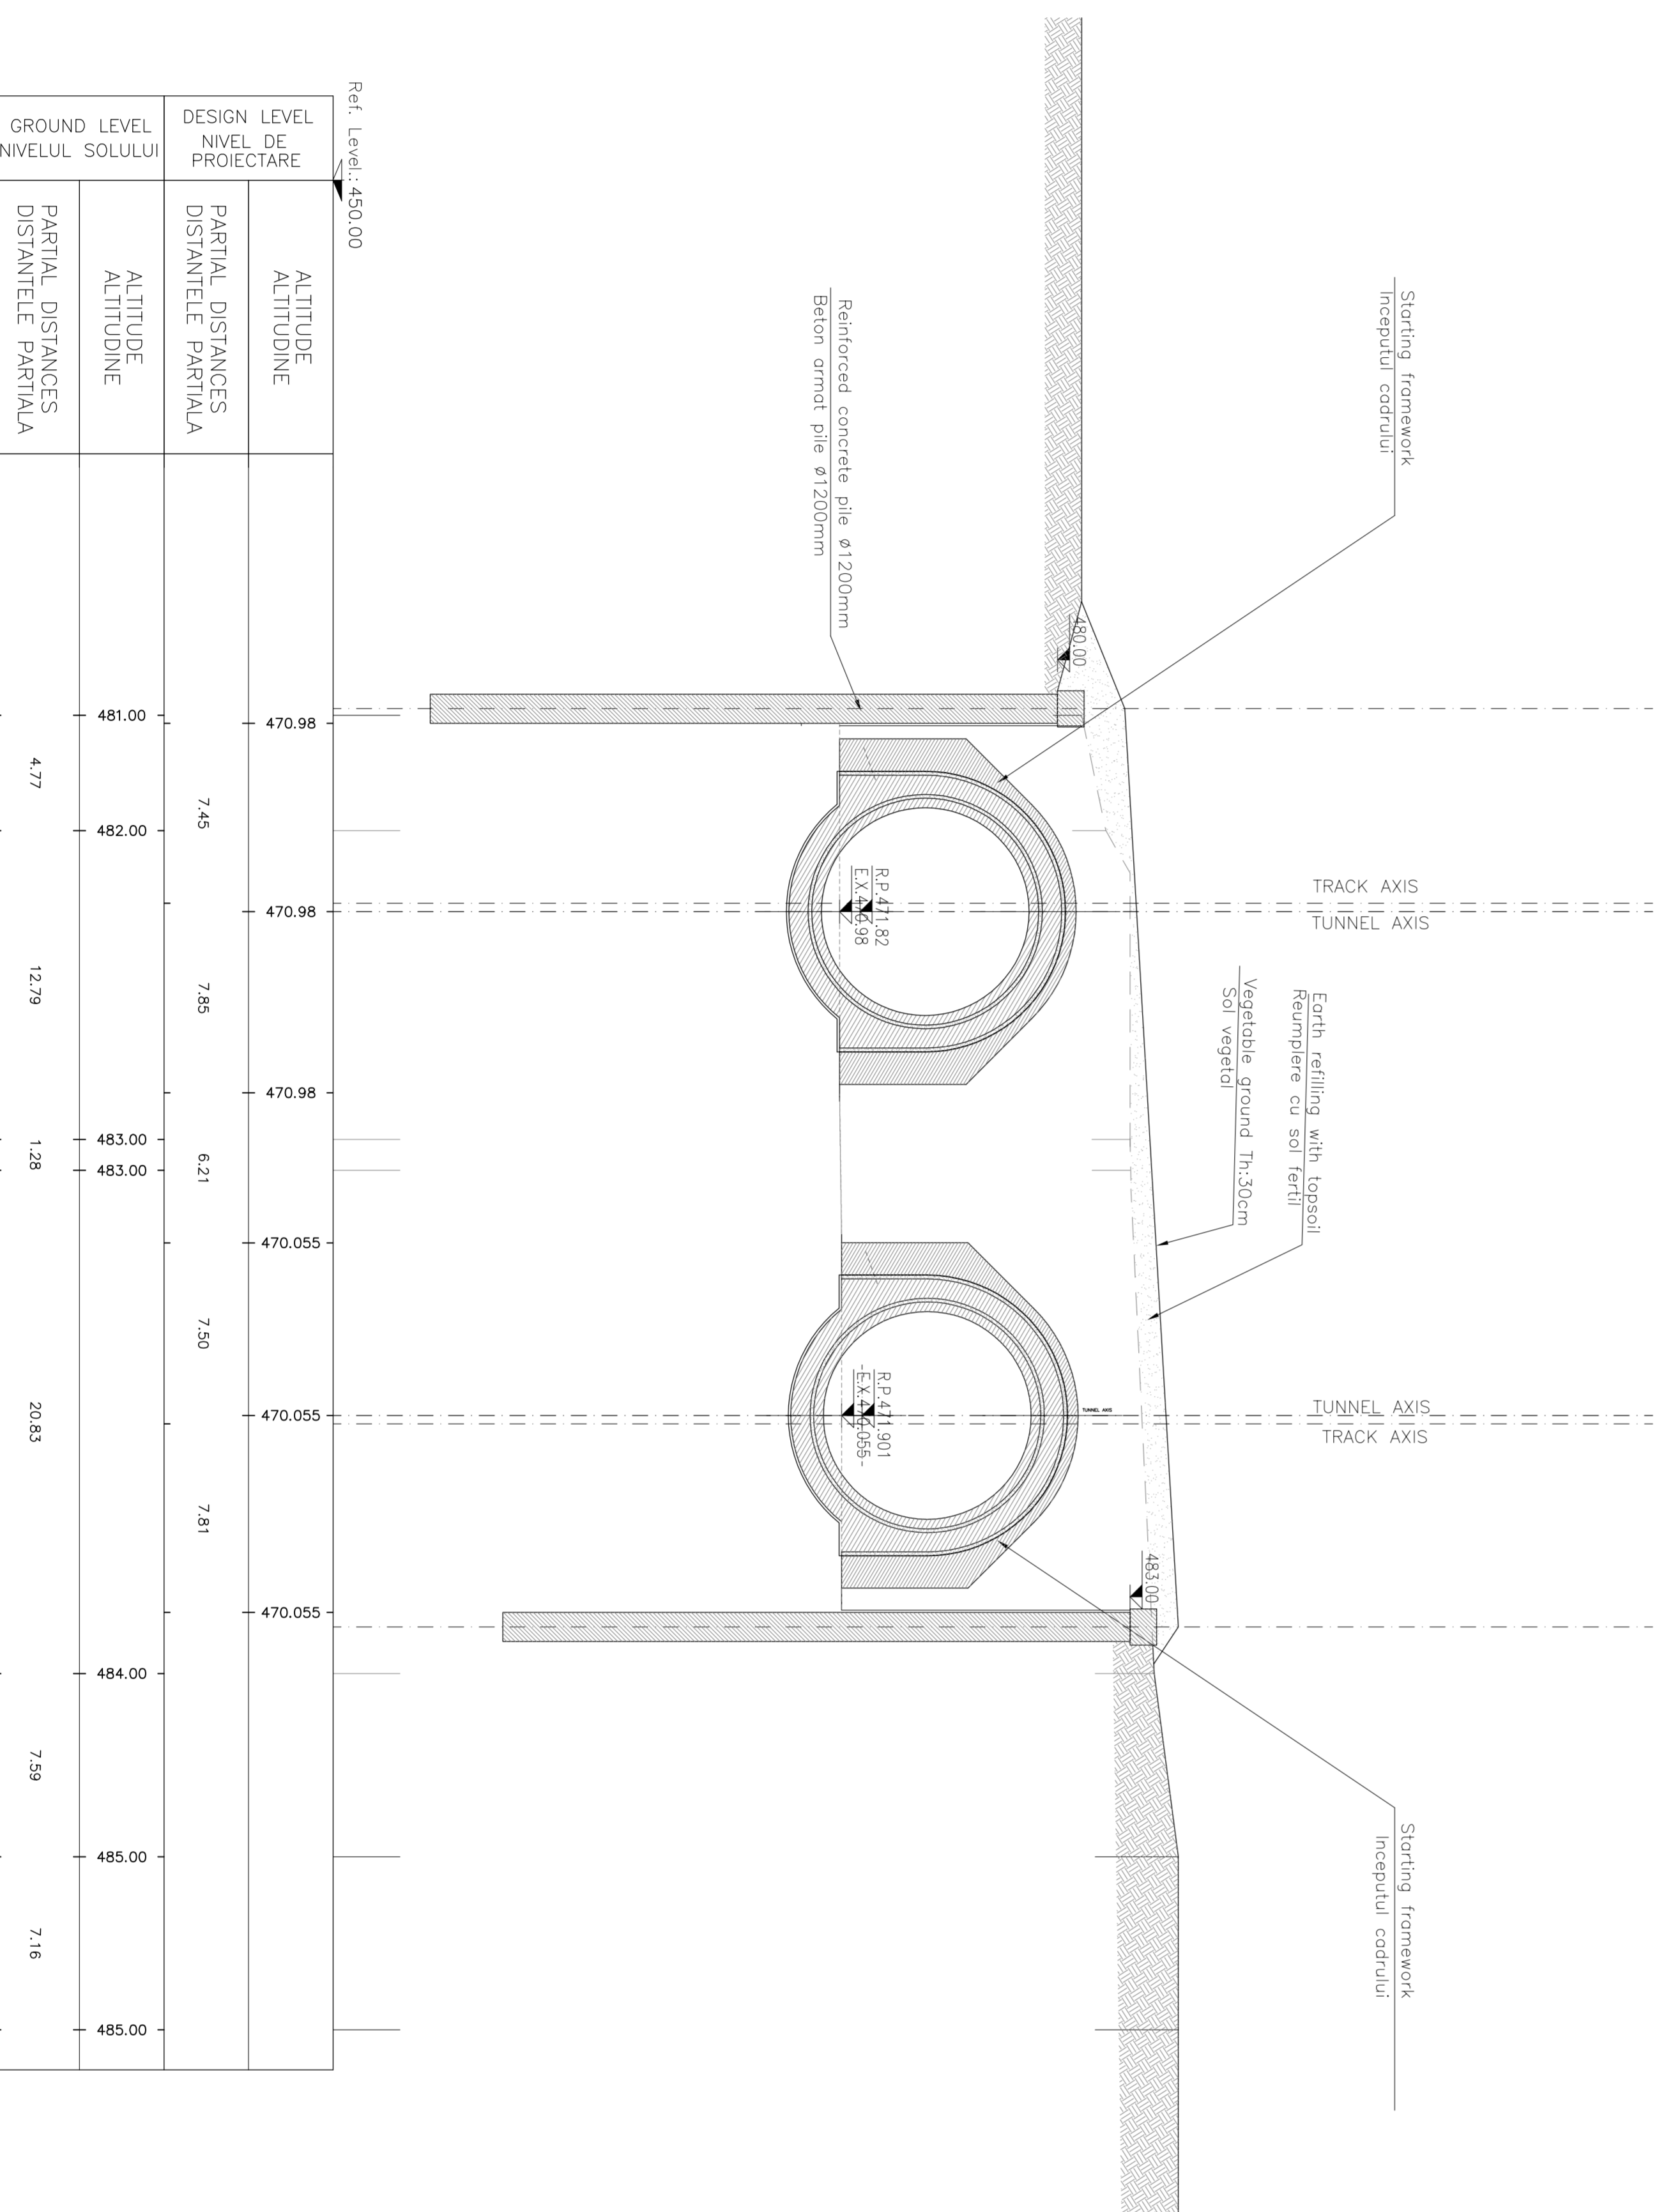 Starting framework
Inceputul cadrului
Starting framework
Inceputul cadrului
TRACK AXIS
TUNNEL AXIS
TUNNEL AXIS
TRACK AXIS
Earth refilling with topsoil
Reumplere cu sol fertil
Vegetable ground Th:30cm
Sol vegetal
480.00
483.00
TUNNEL AXIS
R.P.471.82
E.X.470.98
R.P.471.901
-E.X.470.055-
Reinforced concrete pile Ø1200mm
Beton armat pile Ø1200mm
Ref. Level.: 450.00
DESIGN LEVEL
NIVEL DE
PROIECTARE
ALTITUDE
ALTITUDINE
470.98
470.98
470.98
470.055
470.055
470.055
PARTIAL DISTANCES
DISTANTELE PARTIALA
7.45
7.85
6.21
7.50
7.81
GROUND LEVEL
NIVELUL SOLULUI
ALTITUDE
ALTITUDINE
481.00
482.00
483.00
483.00
484.00
485.00
485.00
PARTIAL DISTANCES
DISTANTELE PARTIALA
4.77
12.79
1.28
20.83
7.59
7.16